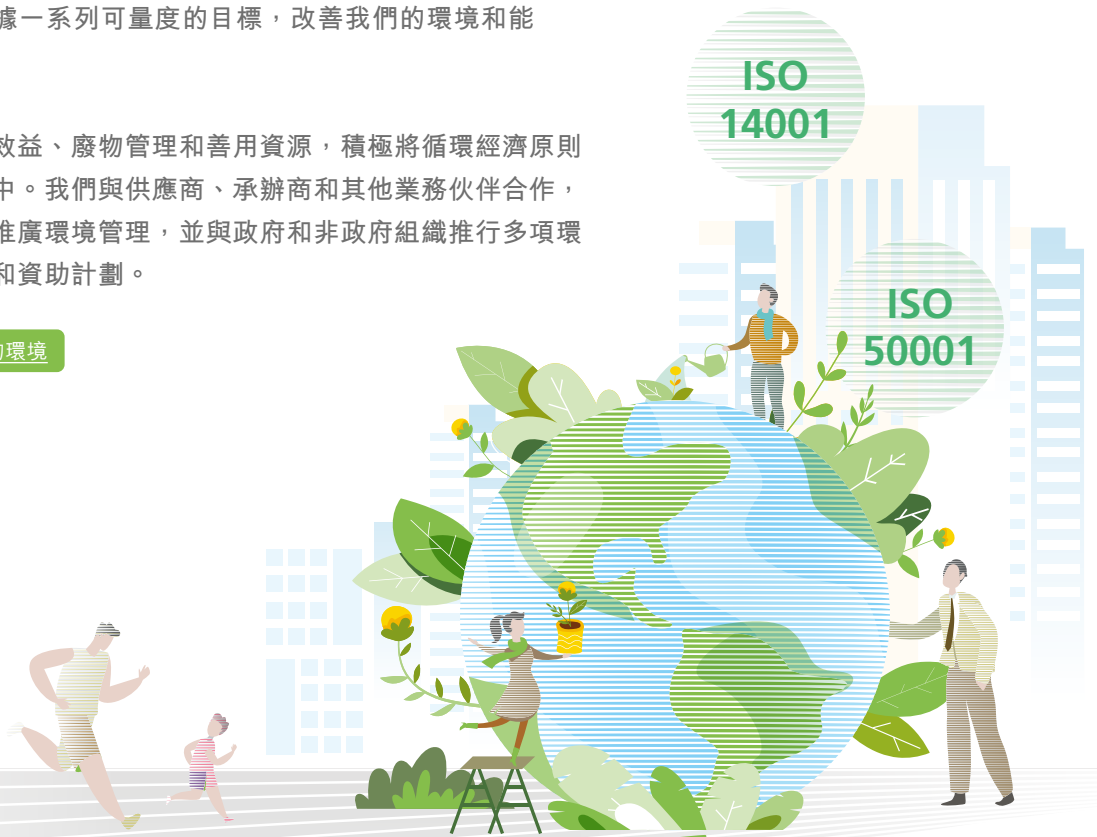 據一系列可量度的目標，改善我們的環境和能
效益、廢物管理和善用資源，積極將循環經濟原則
中。我們與供應商、承辦商和其他業務伙伴合作，
推廣環境管理，並與政府和非政府組織推行多項環
和資助計劃。
的環境
ISO
14001
ISO
50001